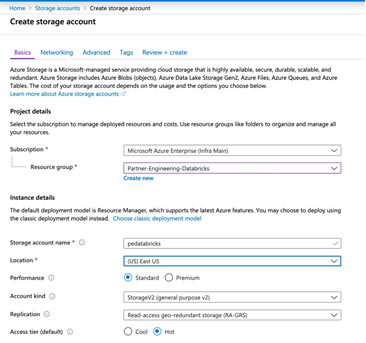 Home > Storage accounts > Create storage account
Create storage account
Basics Networking Advanced Tags Review + create
Azure Storage is a Microsoft-managed service providing cloud storage that is highly available, secure, durable, scalable, and
redundant. Azure Storage includes Azure Blobs (objects), Azure Data Lake Storage Gen2, Azure Files, Azure Queues, and Azure
Tables. The cost of your storage account depends on the usage and the options you choose below.
Learn more about Azure storage accounts
Project details
Select the subscription to manage deployed resources and costs. Use resource groups like folders to organize and manage all
your resources.
Subscription * Microsoft Azure Enterprise (Infra Main)
Resource group * Partner-Engineering-Databricks
Create new
Instance details
The default deployment model is Resource Manager, which supports the latest Azure features. You may choose to deploy using
the classic deployment model instead. Choose classic deployment model
Storage account name * pedatabricks
Location * (US) East US
Performance Standard Premium
Account kind StorageV2 (general purpose v2)
Replication Read-access geo-redundant storage (RA-GRS)
Access tier (default) Cool Hot